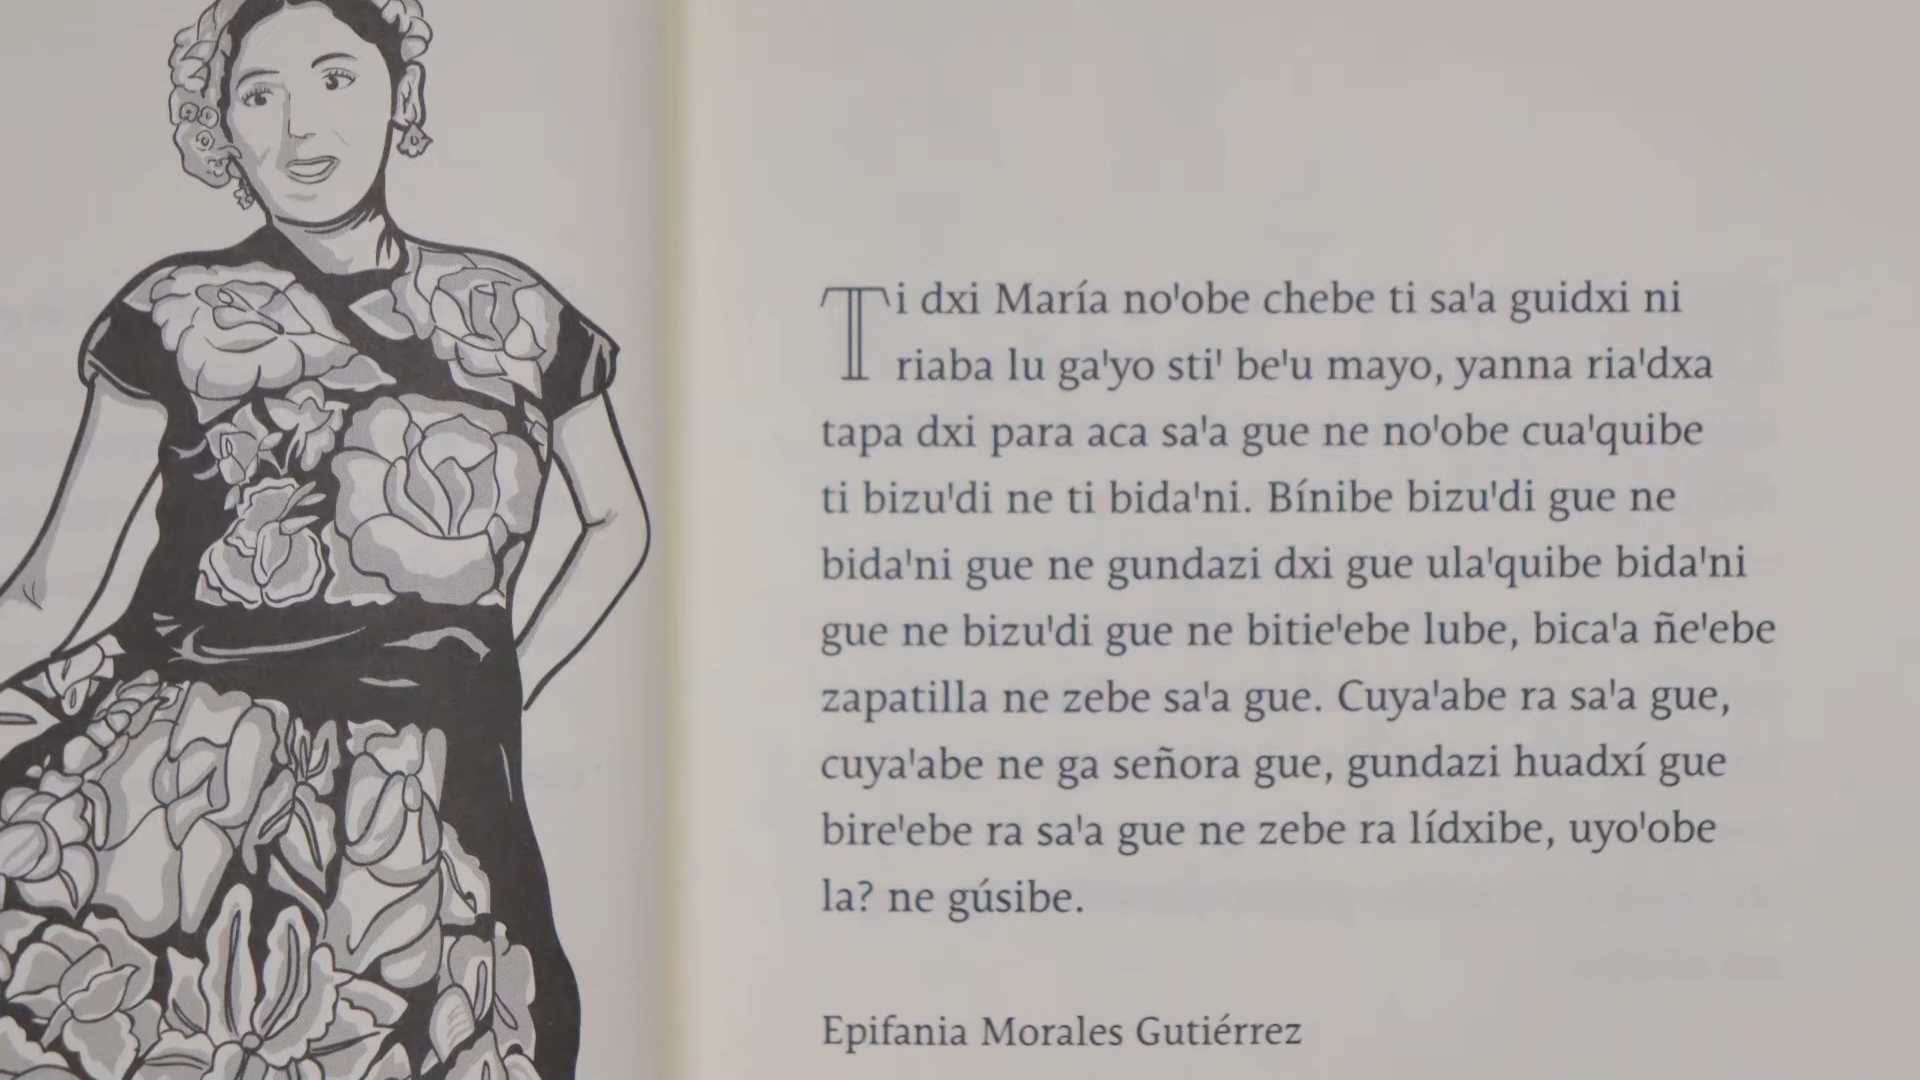 Ti dxi María no'obe chebe ti sa'a guidxi ni
riaba lu ga'yo sti' be'u mayo, yanna ria'dxa
tapa dxi para aca sa'a gue ne no'obe cua'quibe
ti bizu'di ne ti bida'ni. Bínibe bizu'di gue ne
bida'ni gue ne gundazi dxi gue ula'quibe bida'ni
gue ne bizu'di gue ne bitie'ebe lube, bica'a ñe'ebe
zapatilla ne zebe sa'a gue. Cuya'abe ra sa'a gue,
cuya'abe ne ga señora gue, gundazi huadxí gue
bire'ebe ra sa'a gue ne zebe ra lídxibe, uyo'obe
la? ne gúsibe.
Epifania Morales Gutiérrez